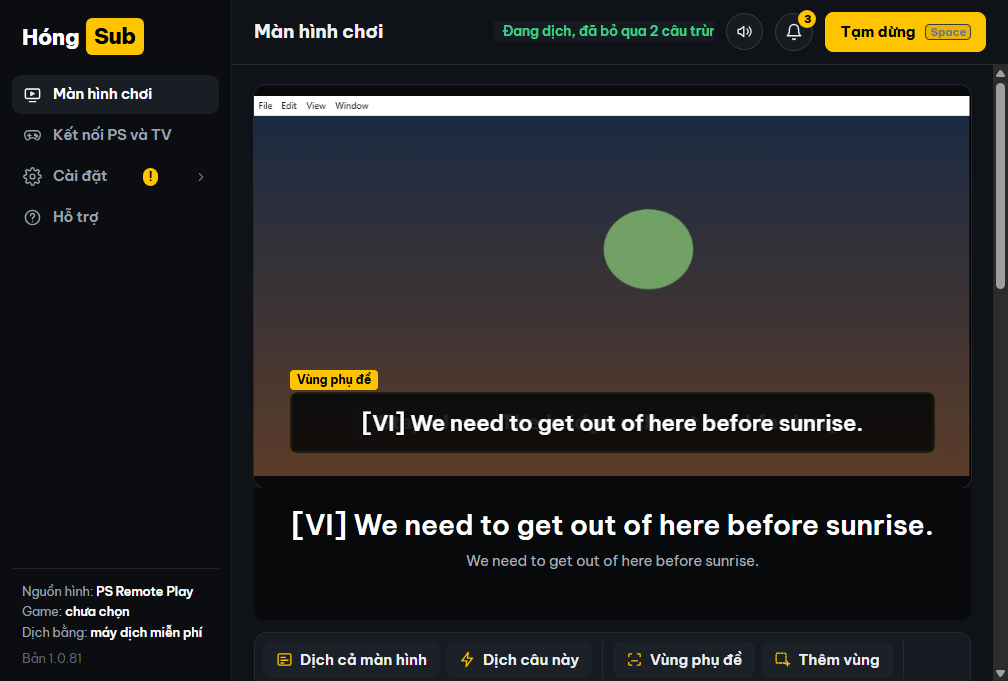 Hóng Sub
Màn hình chơi
Kết nối PS và TV
Cài đặt !
Hỗ trợ
Nguồn hình: PS Remote Play
Game: chưa chọn
Dịch bằng: máy dịch miễn phí
Bản 1.0.81
Màn hình chơi
Đang dịch, đã bỏ qua 2 câu trùn
3
Tạm dừng Space
File Edit View Window
Vùng phụ đề
[VI] We need to get out of here before sunrise.
[VI] We need to get out of here before sunrise.
We need to get out of here before sunrise.
Dịch cả màn hình
Dịch câu này
Vùng phụ đề
Thêm vùng